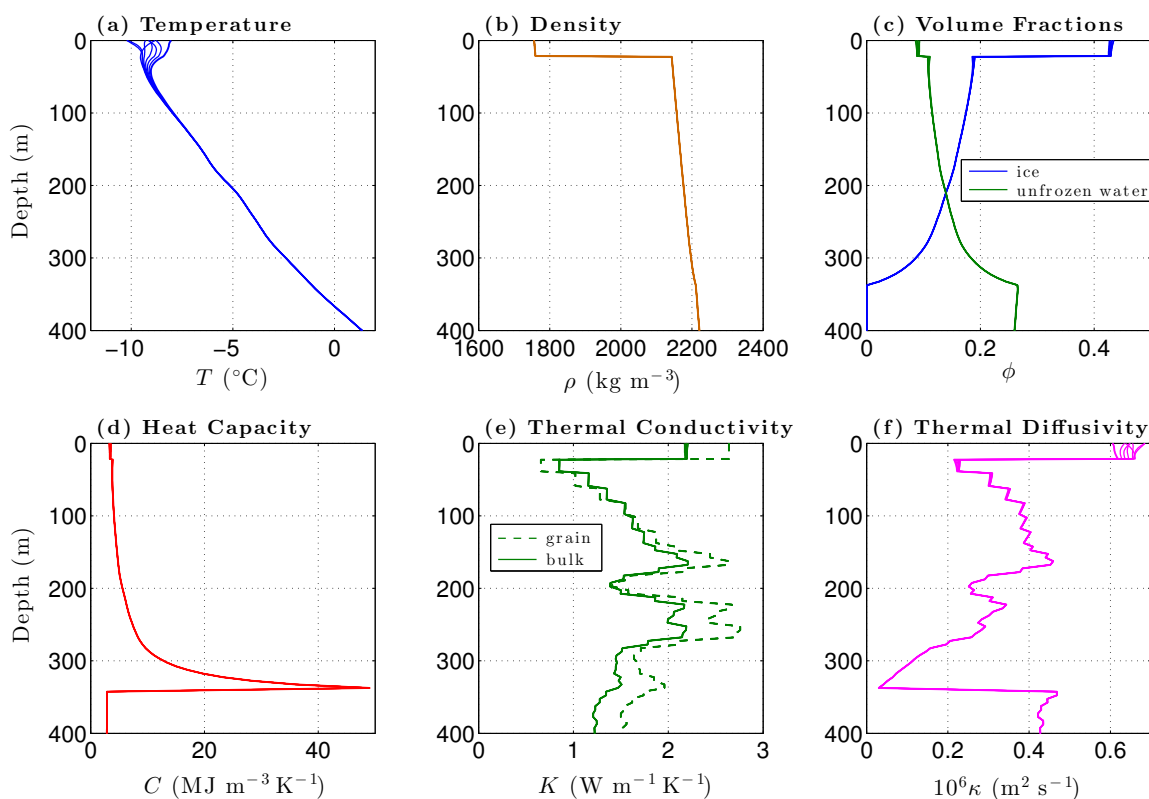 (a) Temperature
0
100
200
300
400
Depth (m)
−10
−5
0
T (°C)
(b) Density
0
100
200
300
400
1600
1800
2000
2200
2400
ρ (kg m⁻³)
(c) Volume Fractions
0
100
200
300
400
ice
unfrozen water
0
0.2
0.4
ϕ
(d) Heat Capacity
0
100
200
300
400
Depth (m)
0
20
40
C (MJ m⁻³ K⁻¹)
(e) Thermal Conductivity
0
100
200
300
400
grain
bulk
0
1
2
3
K (W m⁻¹ K⁻¹)
(f) Thermal Diffusivity
0
100
200
300
400
0
0.2
0.4
0.6
10⁶κ (m² s⁻¹)